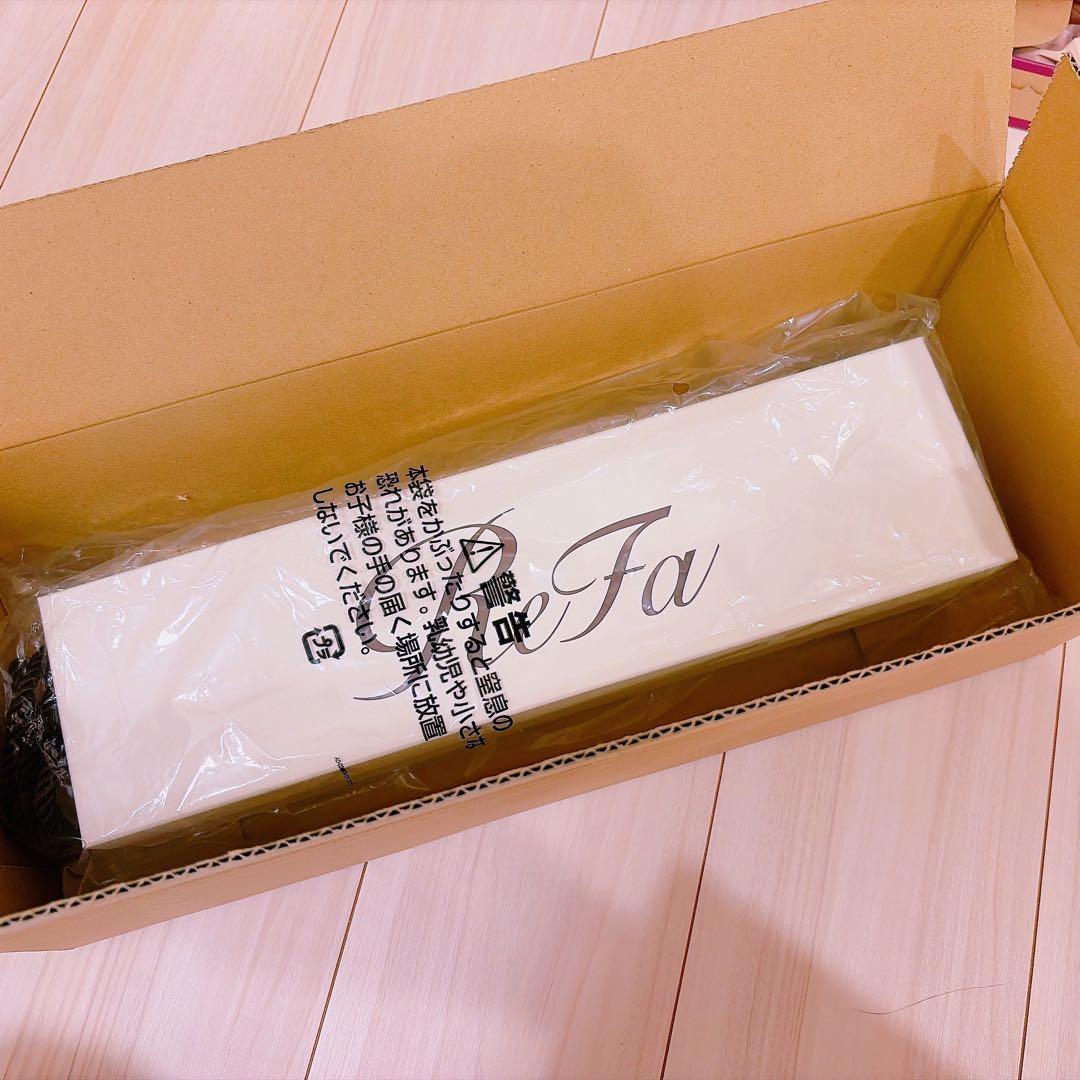 ReFa
⚠警告
本袋をかぶったりすると窒息の
恐れがあります。乳幼児や小さな
お子様の手の届く場所に放置
しないでください。
プラ